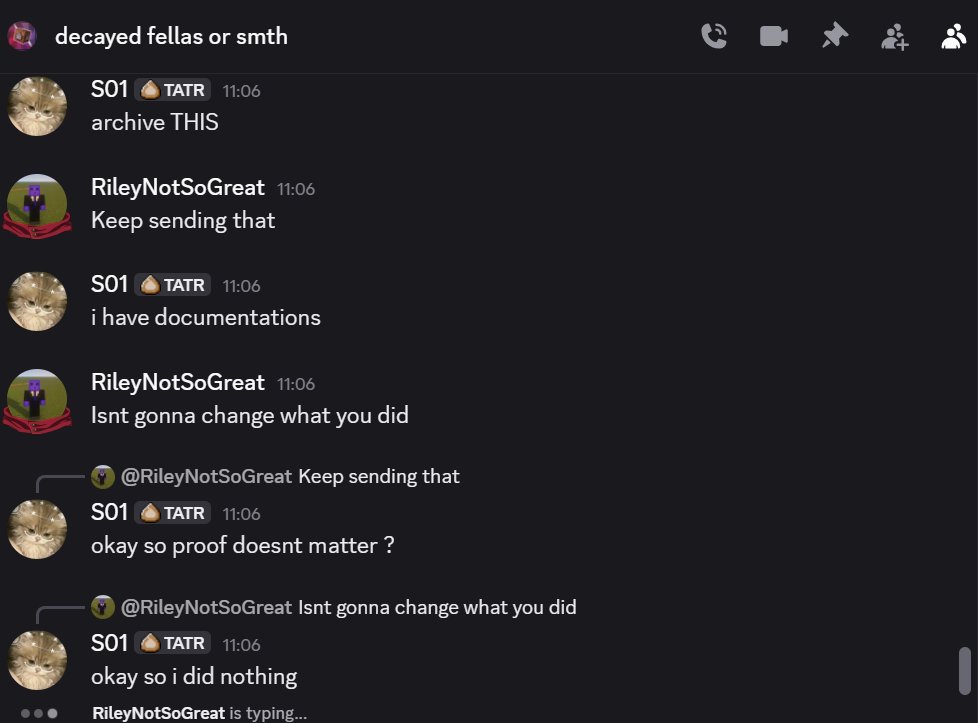 decayed fellas or smth
S01 TATR 11:06
archive THIS
RileyNotSoGreat 11:06
Keep sending that
S01 TATR 11:06
i have documentations
RileyNotSoGreat 11:06
Isnt gonna change what you did
@RileyNotSoGreat Keep sending that
S01 TATR 11:06
okay so proof doesnt matter ?
@RileyNotSoGreat Isnt gonna change what you did
S01 TATR 11:06
okay so i did nothing
RileyNotSoGreat is typing...